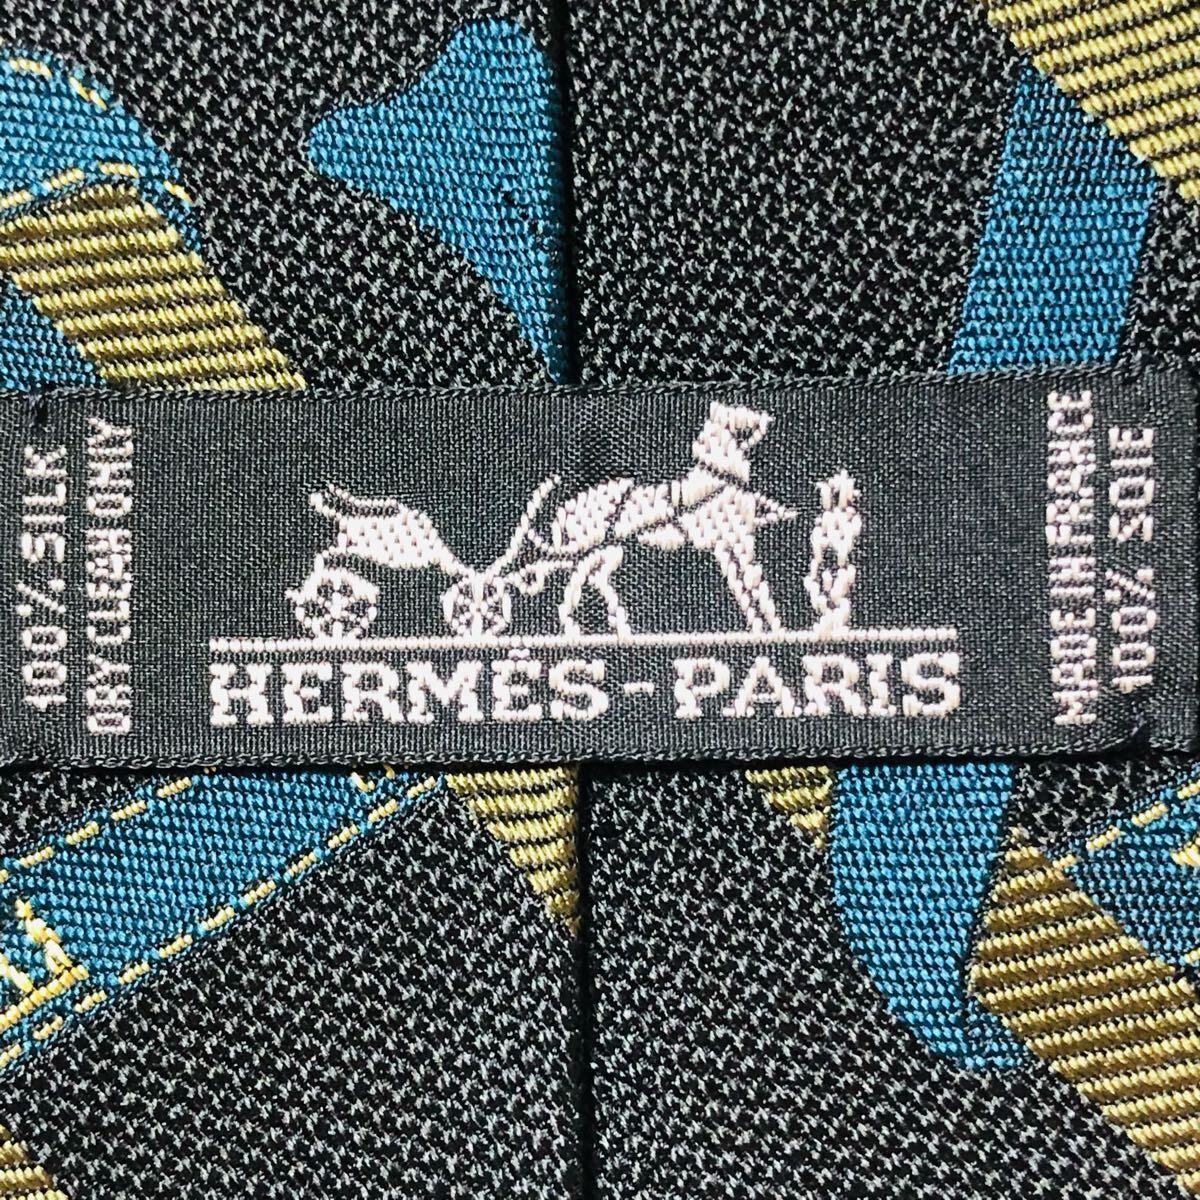 100% SILK
DRY CLEAN ONLY
HERMÈS-PARIS
MADE IN FRANCE
100% SOIE